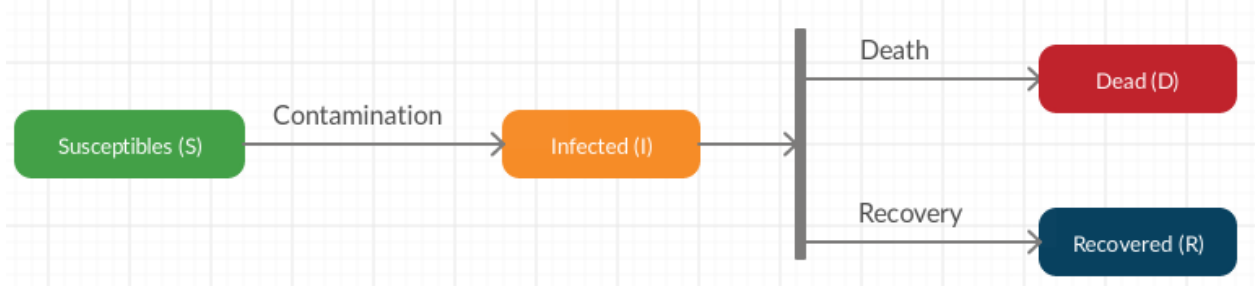 Susceptibles (S)
Contamination
Infected (I)
Death
Dead (D)
Recovery
Recovered (R)